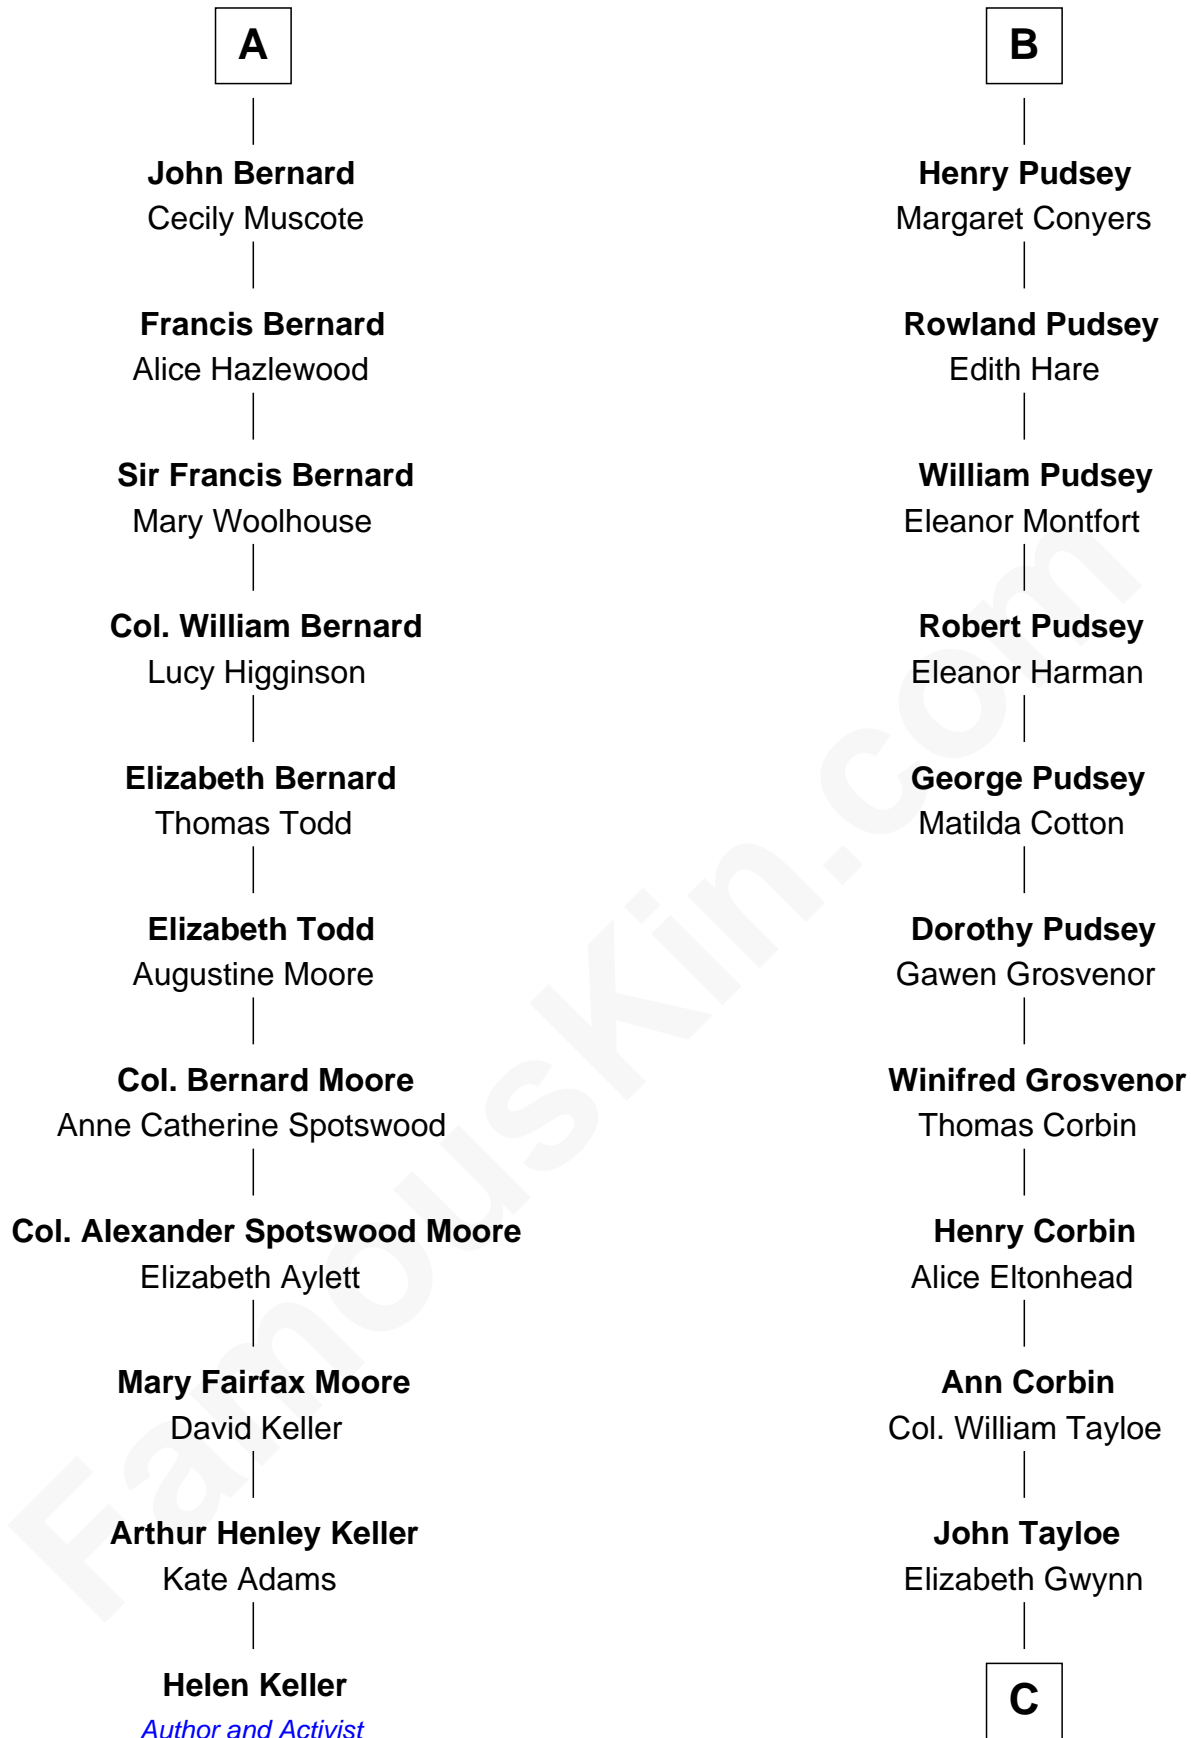 A
John Bernard
Cecily Muscote
Francis Bernard
Alice Hazlewood
Sir Francis Bernard
Mary Woolhouse
Col. William Bernard
Lucy Higginson
Elizabeth Bernard
Thomas Todd
Elizabeth Todd
Augustine Moore
Col. Bernard Moore
Anne Catherine Spotswood
Col. Alexander Spotswood Moore
Elizabeth Aylett
Mary Fairfax Moore
David Keller
Arthur Henley Keller
Kate Adams
Helen Keller
Author and Activist
B
Henry Pudsey
Margaret Conyers
Rowland Pudsey
Edith Hare
William Pudsey
Eleanor Montfort
Robert Pudsey
Eleanor Harman
George Pudsey
Matilda Cotton
Dorothy Pudsey
Gawen Grosvenor
Winifred Grosvenor
Thomas Corbin
Henry Corbin
Alice Eltonhead
Ann Corbin
Col. William Tayloe
John Tayloe
Elizabeth Gwynn
C
FamousKin.com